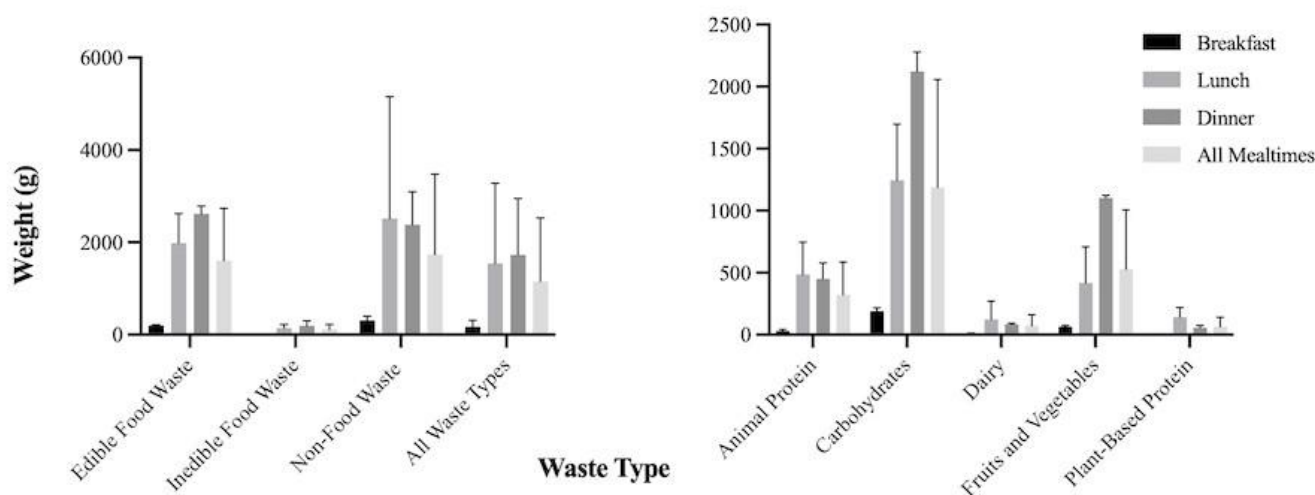 6000
4000
2000
0
Weight (g)
Edible Food Waste
Inedible Food Waste
Non-Food Waste
All Waste Types
2500
2000
1500
1000
500
0
Animal Protein
Carbohydrates
Dairy
Fruits and Vegetables
Plant-Based Protein
Breakfast
Lunch
Dinner
All Mealtimes
Waste Type